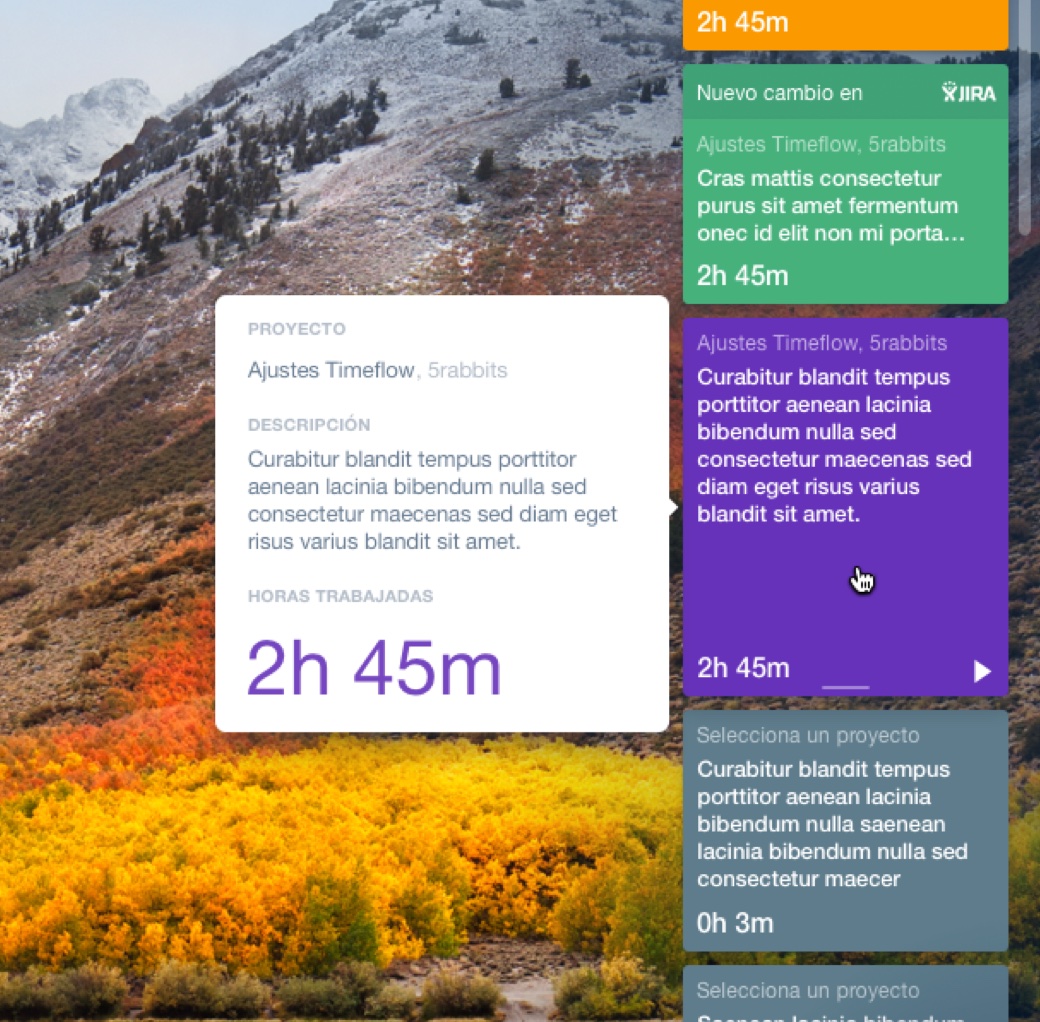 2h 45m
Nuevo cambio en JIRA
Ajustes Timeflow, 5rabbits
Cras mattis consectetur
purus sit amet fermentum
onec id elit non mi porta…
2h 45m
PROYECTO
Ajustes Timeflow, 5rabbits
DESCRIPCIÓN
Curabitur blandit tempus porttitor
aenean lacinia bibendum nulla sed
consectetur maecenas sed diam eget
risus varius blandit sit amet.
HORAS TRABAJADAS
2h 45m
Ajustes Timeflow, 5rabbits
Curabitur blandit tempus
porttitor aenean lacinia
bibendum nulla sed
consectetur maecenas sed
diam eget risus varius
blandit sit amet.
2h 45m
Selecciona un proyecto
Curabitur blandit tempus
porttitor aenean lacinia
bibendum nulla saenean
lacinia bibendum nulla sed
consectetur maecer
0h 3m
Selecciona un proyecto